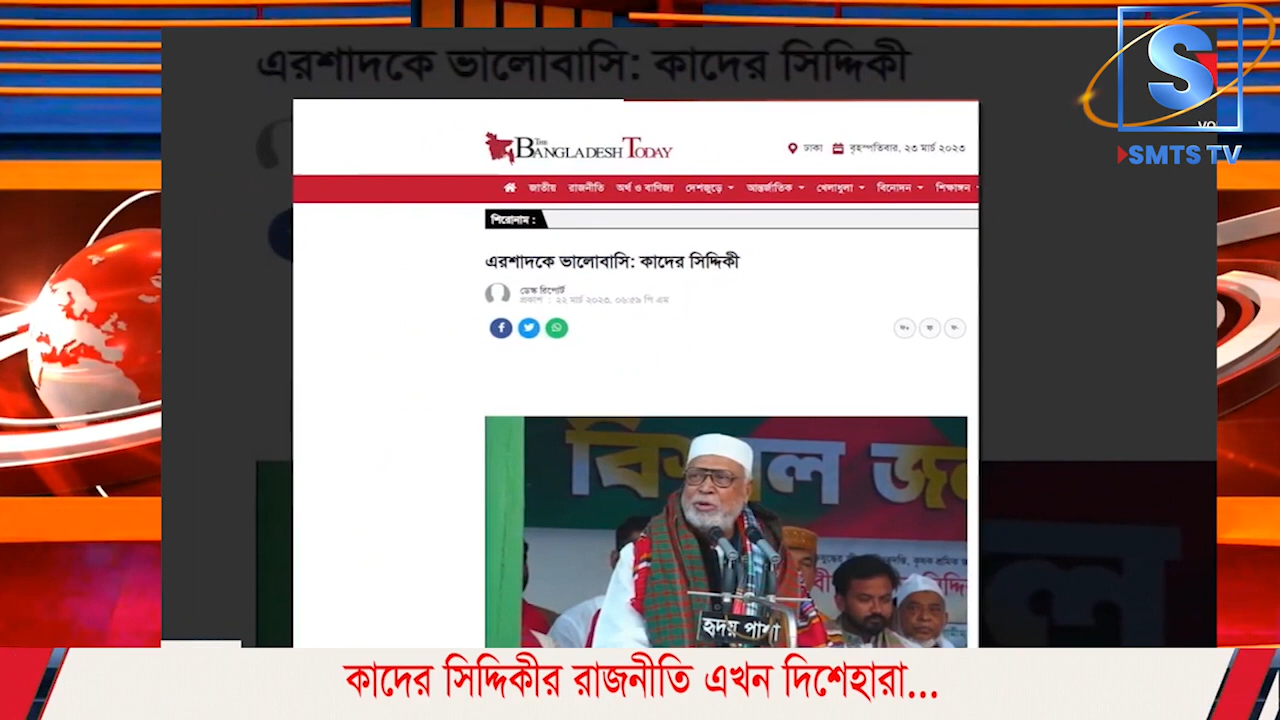 এরশাদকে ভালোবাসি: কাদের সিদ্দিকী
SMTS TV
THE BANGLADESH TODAY
ঢাকা বৃহস্পতিবার, ২৩ মার্চ ২০২৩
জাতীয় রাজনীতি অর্থ ও বাণিজ্য দেশজুড়ে আন্তর্জাতিক খেলাধুলা বিনোদন শিক্ষাঙ্গন
শিরোনাম :
এরশাদকে ভালোবাসি: কাদের সিদ্দিকী
ডেস্ক রিপোর্ট
প্রকাশ : ২২ মার্চ ২০২৩, ০৬:৫৯ পি এম
হৃদয় পাশা
কাদের সিদ্দিকীর রাজনীতি এখন দিশেহারা...